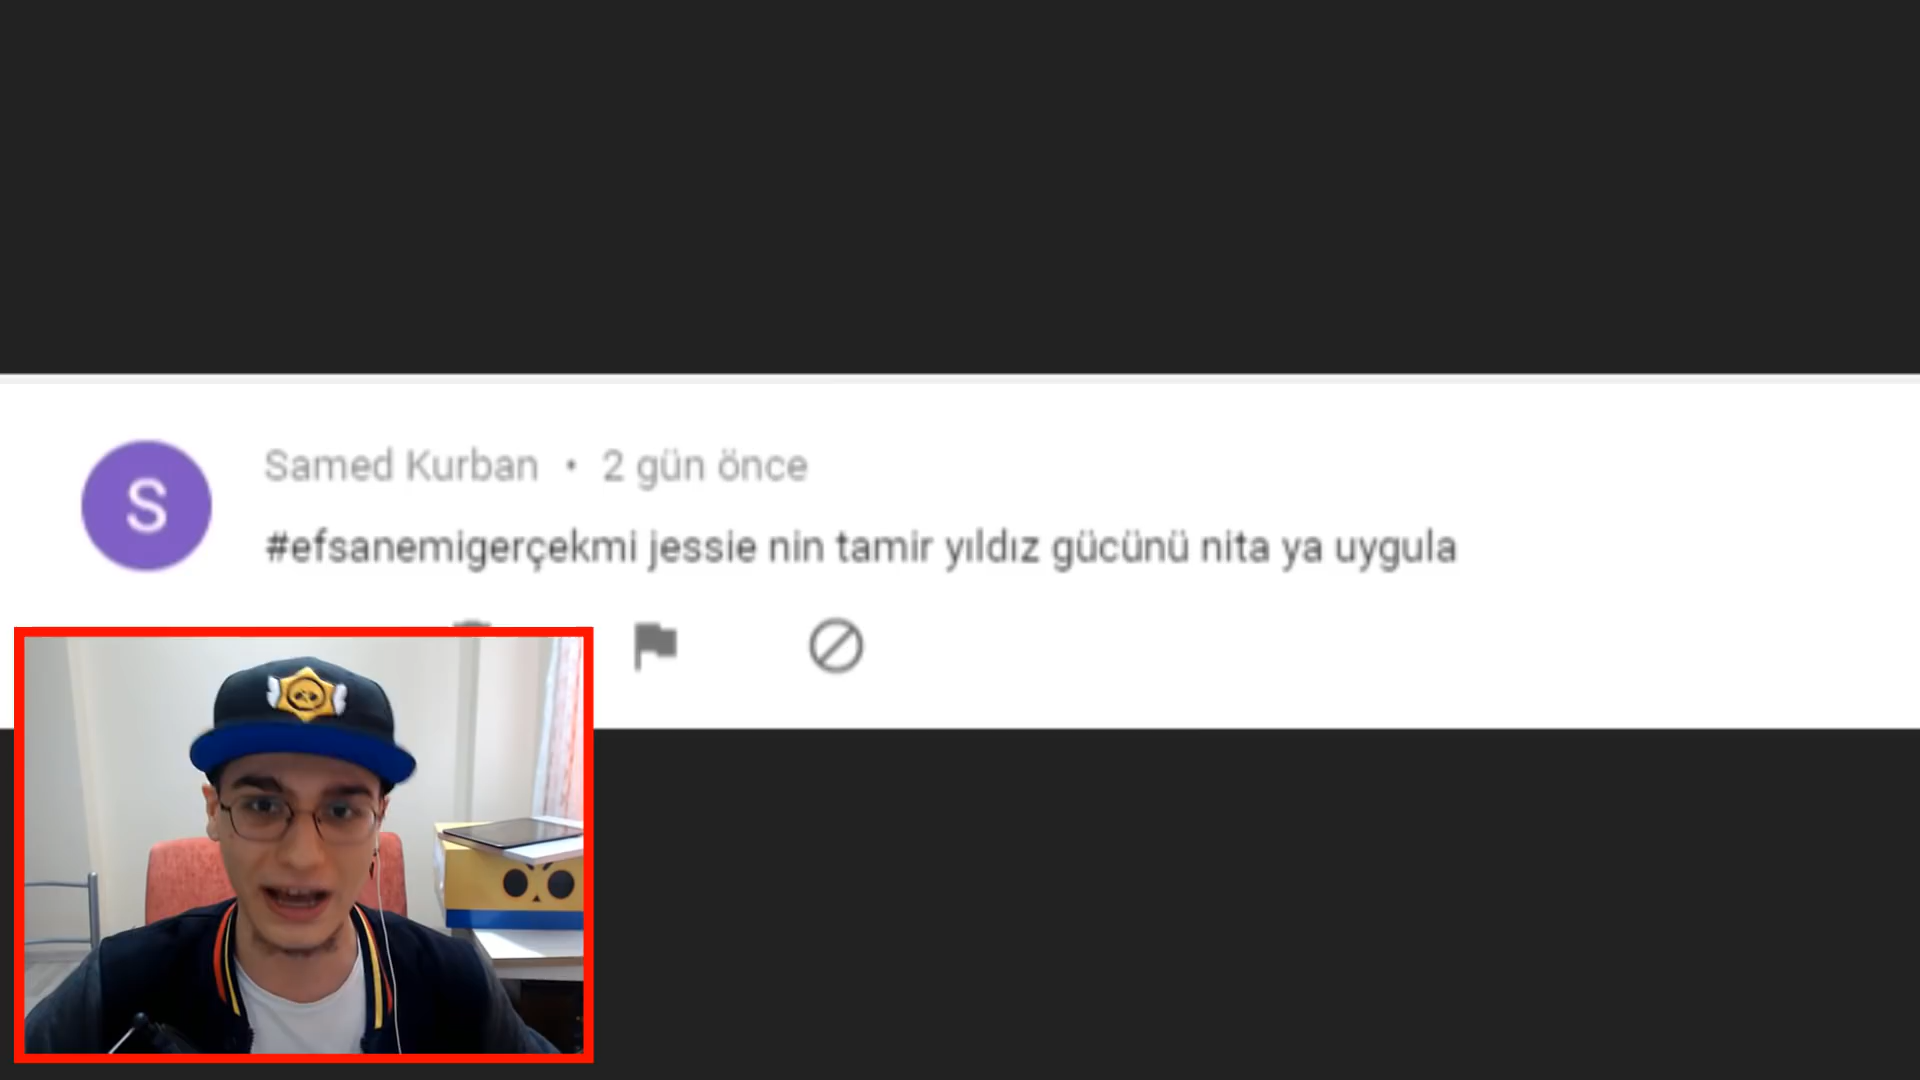 Samed Kurban • 2 gün önce
S
#efsanemigerçekmi jessie nin tamir yıldız gücünü nita ya uygula